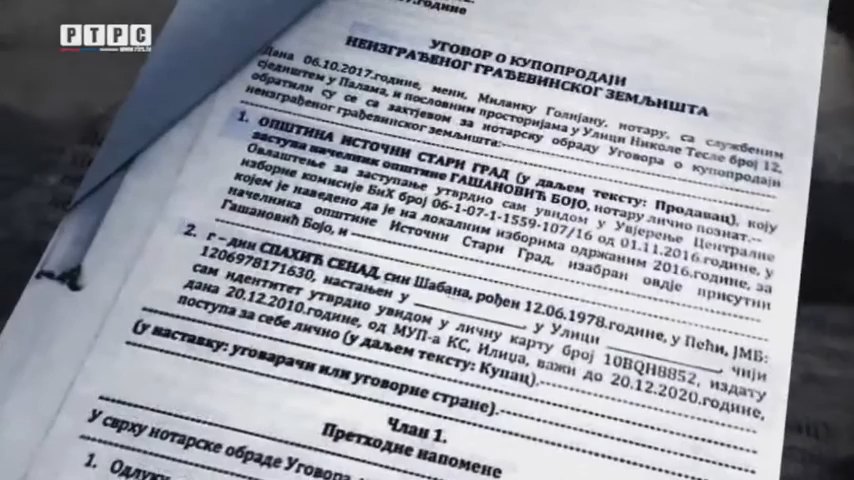 РТРС
www.rtrs.tv
године
УГОВОР О КУПОПРОДАЈИ
НЕИЗГРАЂЕНОГ ГРАЂЕВИНСКОГ ЗЕМЉИШТА
Дана 06.10.2017.године, мени, Миланку Голијану, нотару, са службеним
сједиштем у Палама, и пословним просторијама у Улици Николе Тесле број 12,
обратили су се са захтјевом за нотарску обраду Уговора о купопродаји
неизграђеног грађевинског земљишта:
1. ОПШТИНА ИСТОЧНИ СТАРИ ГРАД (у даљем тексту: Продавац), коју
заступа начелник општине ГАШАНОВИЋ БОЈО, нотару лично познат.--
Овлаштење за заступање утврдио сам увидом у Увјерење Централне
изборне комисије БиХ број 06-1-07-1-1559-107/16 од 01.11.2016.године, у
којем је наведено да је на локалним изборима одржаним 2016.године, за
начелника општине Источни Стари Град, изабран овдје присутни
Гашановић Бојо, и
2. г – дин СПАХИЋ СЕНАД, син Шабана, рођен 12.06.1978.године, у Пећи, ЈМБ:
1206978171630, настањен у ____________, у Улици ____________, чији
сам идентитет утврдио увидом у личну карту број 10BQH8852, издату
дана 20.12.2010.године, од МУП-а КС, Илиџа, важи до 20.12.2020.године,
поступа за себе лично (у даљем тексту: Купац).
(у наставку: уговарачи или уговорне стране).
Члан 1.
Претходне напомене
У сврху нотарске обраде Уговора
1. Одлуку